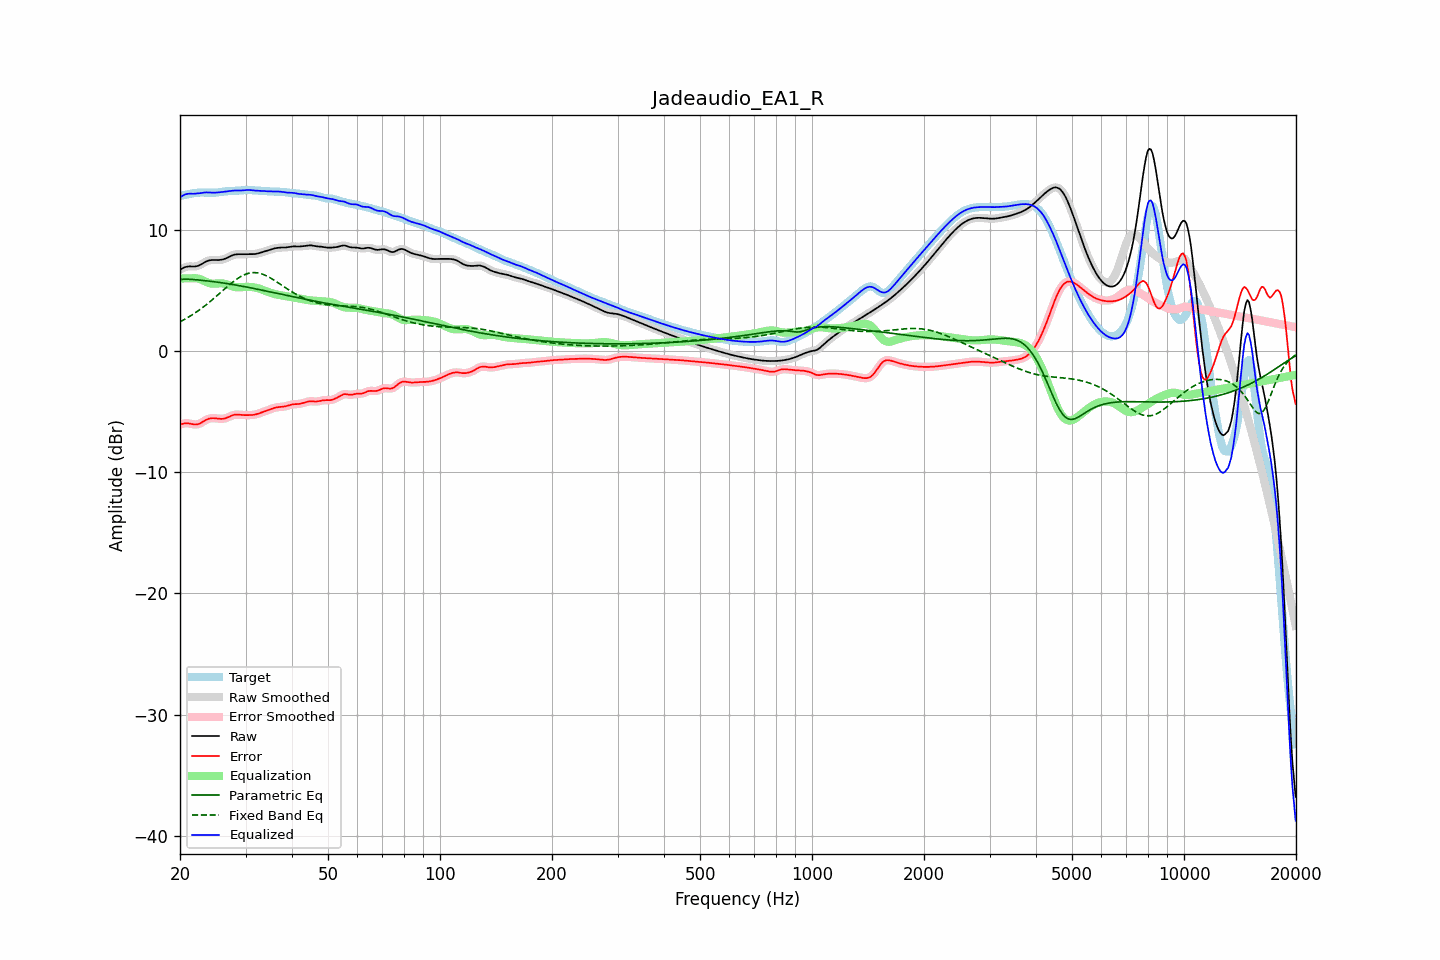 Jadeaudio_EA1_R
Amplitude (dBr)
10
0
−10
−20
−30
−40
Target
Raw Smoothed
Error Smoothed
Raw
Error
Equalization
Parametric Eq
Fixed Band Eq
Equalized
20 50 100 200 500 1000 2000 5000 10000 20000
Frequency (Hz)